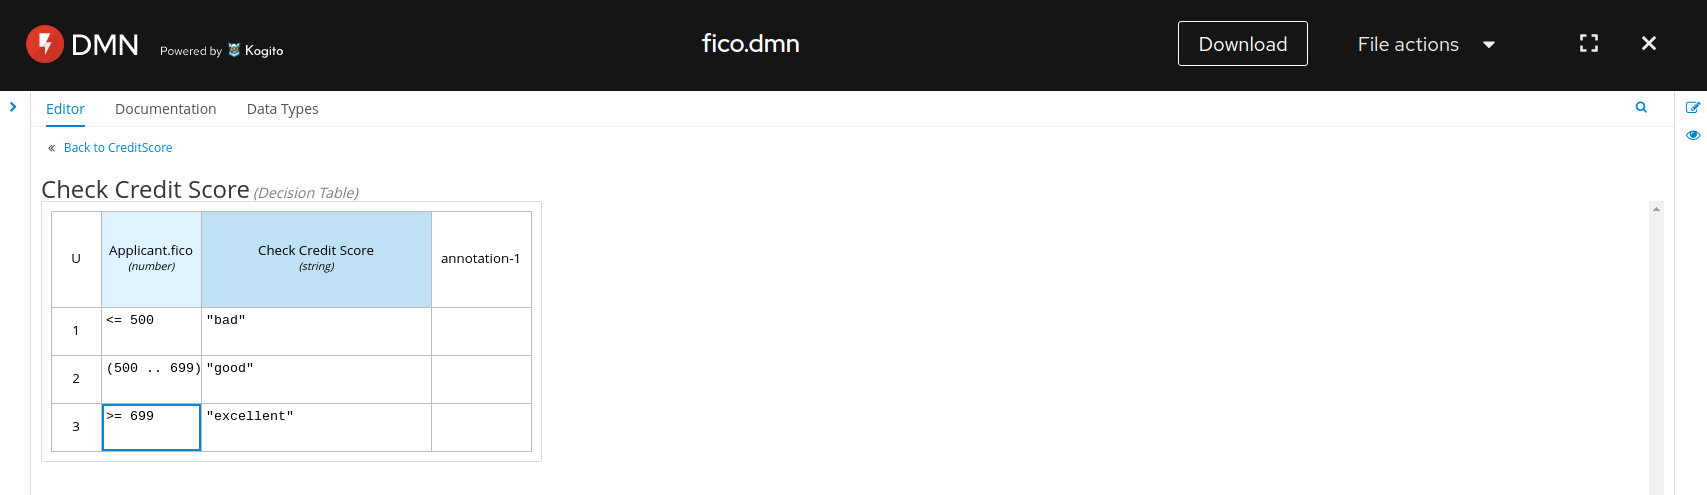 DMN Powered by Kogito fico.dmn Download File actions
Editor Documentation Data Types
« Back to CreditScore
Check Credit Score (Decision Table)
U Applicant.fico (number) Check Credit Score (string) annotation-1
1 <= 500 "bad"
2 (500 .. 699) "good"
3 >= 699 "excellent"